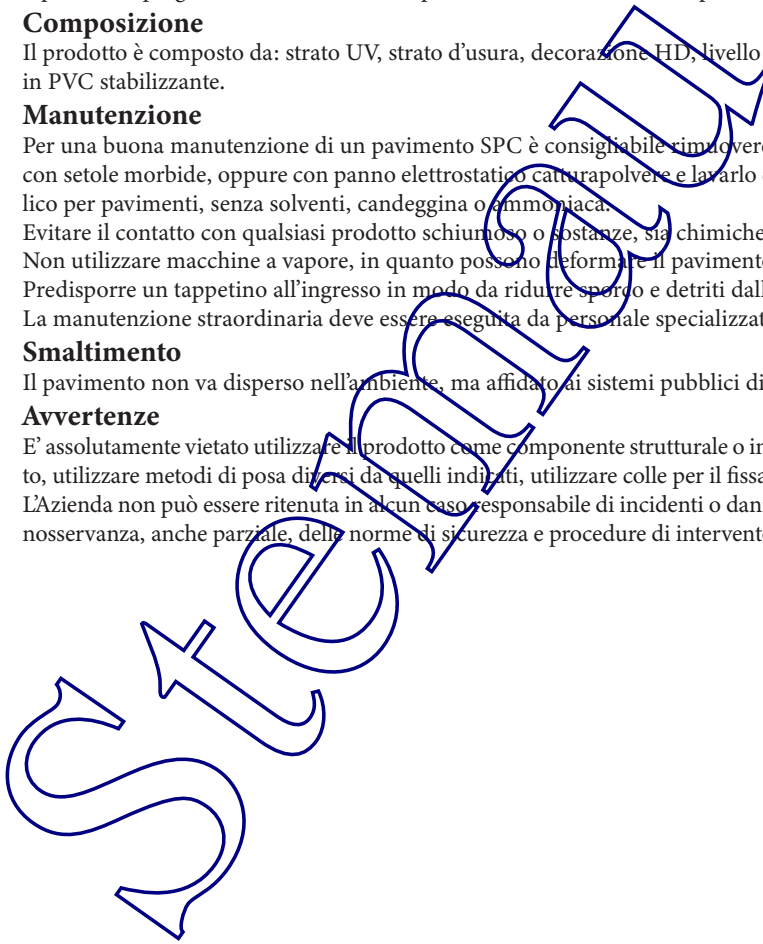 Composizione
Il prodotto è composto da: strato UV, strato d'usura, decorazione HD, livello
in PVC stabilizzante.
Manutenzione
Per una buona manutenzione di un pavimento SPC è consigliabile rimuovere
con setole morbide, oppure con panno elettrostatico catturapolvere e lavarlo
lico per pavimenti, senza solventi, candeggina o ammoniaca.
Evitare il contatto con qualsiasi prodotto schiumoso o sostanze, sia chimiche
Non utilizzare macchine a vapore, in quanto possono deformare il pavimento
Predisporre un tappetino all'ingresso in modo da ridurre sporco e detriti dall
La manutenzione straordinaria deve essere eseguita da personale specializzat
Smaltimento
Il pavimento non va disperso nell'ambiente, ma affidato ai sistemi pubblici di
Avvertenze
E' assolutamente vietato utilizzare il prodotto come componente strutturale o in
to, utilizzare metodi di posa diversi da quelli indicati, utilizzare colle per il fissa
L'Azienda non può essere ritenuta in alcun caso responsabile di incidenti o dan
nosservanza, anche parziale, delle norme di sicurezza e procedure di intervent
Stemau